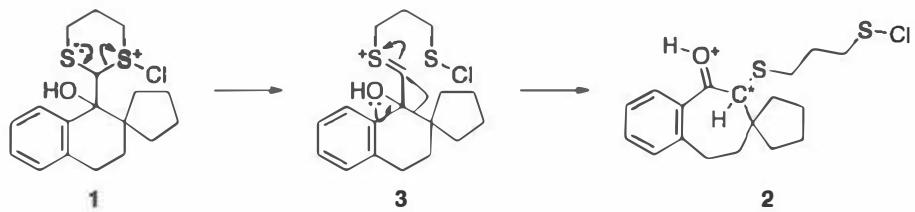 S S+ Cl
HO
S+ S Cl
HO
H-O+ S S-Cl
C*
H
1 3 2